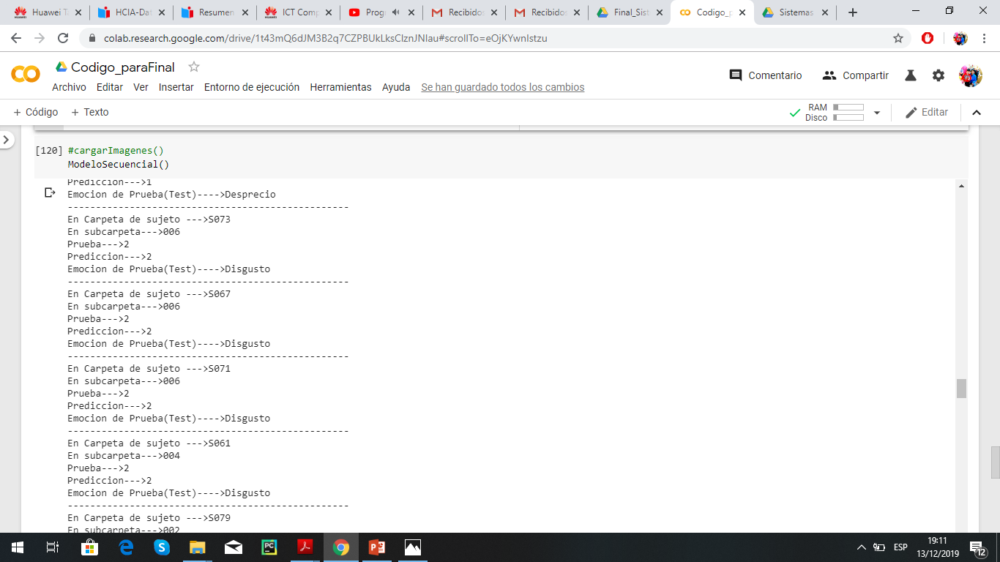 Huawei T
HCIA-Dat
Resumen
ICT Comp
Progr
Recibidos
Recibidos
Final_Sist
Codigo_p
Sistemas
colab.research.google.com/drive/1t43mQ6dJM3B2q7CZPBUkLksCIznJNIau#scrollTo=eOjKYwnIstzu
CO
Codigo_paraFinal
Archivo Editar Ver Insertar Entorno de ejecución Herramientas Ayuda Se han guardado todos los cambios
Comentario Compartir
+ Código + Texto
RAM
Disco
Editar
[120] #cargarImagenes()
ModeloSecuencial()
Prediccion--->1
Emocion de Prueba(Test)---->Desprecio
--------------------------------------------------
En Carpeta de sujeto --->S073
En subcarpeta--->006
Prueba--->2
Prediccion--->2
Emocion de Prueba(Test)---->Disgusto
--------------------------------------------------
En Carpeta de sujeto --->S067
En subcarpeta--->006
Prueba--->2
Prediccion--->2
Emocion de Prueba(Test)---->Disgusto
--------------------------------------------------
En Carpeta de sujeto --->S071
En subcarpeta--->006
Prueba--->2
Prediccion--->2
Emocion de Prueba(Test)---->Disgusto
--------------------------------------------------
En Carpeta de sujeto --->S061
En subcarpeta--->004
Prueba--->2
Prediccion--->2
Emocion de Prueba(Test)---->Disgusto
--------------------------------------------------
En Carpeta de sujeto --->S079
En subcarpeta--->002
ESP
19:11
13/12/2019
12